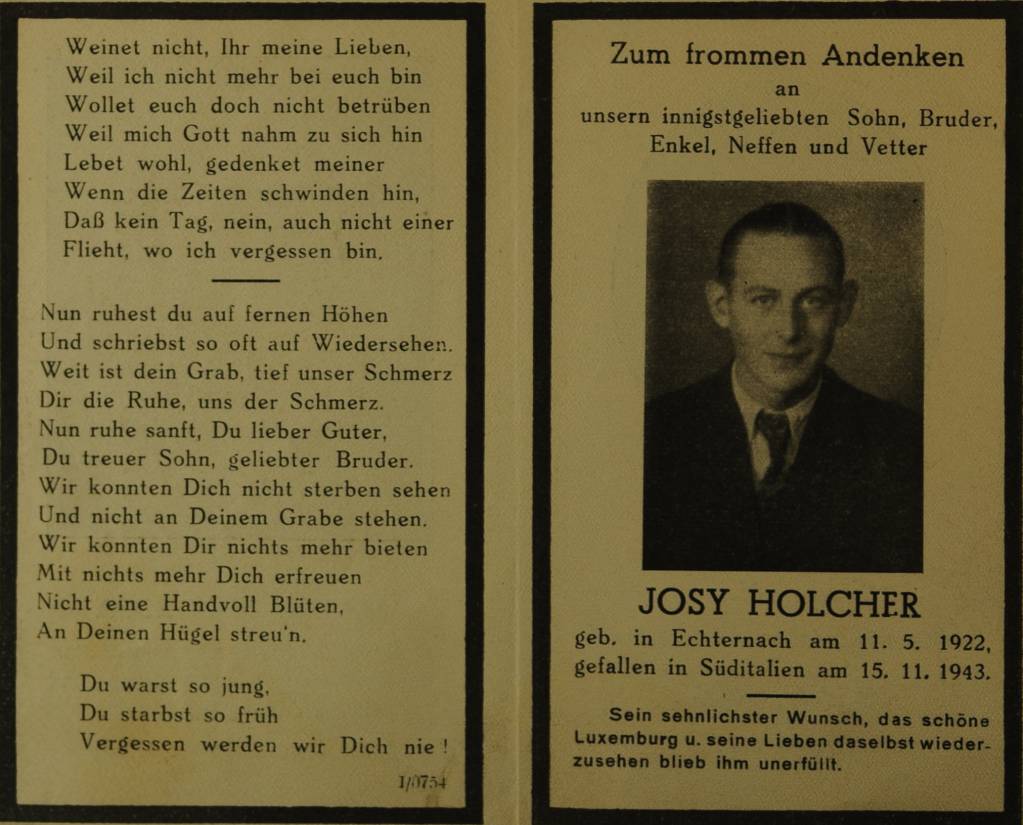 Weinet nicht, Ihr meine Lieben,
Weil ich nicht mehr bei euch bin
Wollet euch doch nicht betrüben
Weil mich Gott nahm zu sich hin
Lebet wohl, gedenket meiner
Wenn die Zeiten schwinden hin,
Daß kein Tag, nein, auch nicht einer
Flieht, wo ich vergessen bin.
Nun ruhest du auf fernen Höhen
Und schriebst so oft auf Wiedersehen.
Weit ist dein Grab, tief unser Schmerz
Dir die Ruhe, uns der Schmerz.
Nun ruhe sanft, Du lieber Guter,
Du treuer Sohn, geliebter Bruder.
Wir konnten Dich nicht sterben sehen
Und nicht an Deinem Grabe stehen.
Wir konnten Dir nichts mehr bieten
Mit nichts mehr Dich erfreuen
Nicht eine Handvoll Blüten,
An Deinen Hügel streu'n.
Du warst so jung,
Du starbst so früh
Vergessen werden wir Dich nie !
I/0754
Zum frommen Andenken
an
unsern innigstgeliebten Sohn, Bruder,
Enkel, Neffen und Vetter
JOSY HOLCHER
geb. in Echternach am 11. 5. 1922,
gefallen in Süditalien am 15. 11. 1943.
Sein sehnlichster Wunsch, das schöne
Luxemburg u. seine Lieben daselbst wieder-
zusehen blieb ihm unerfüllt.